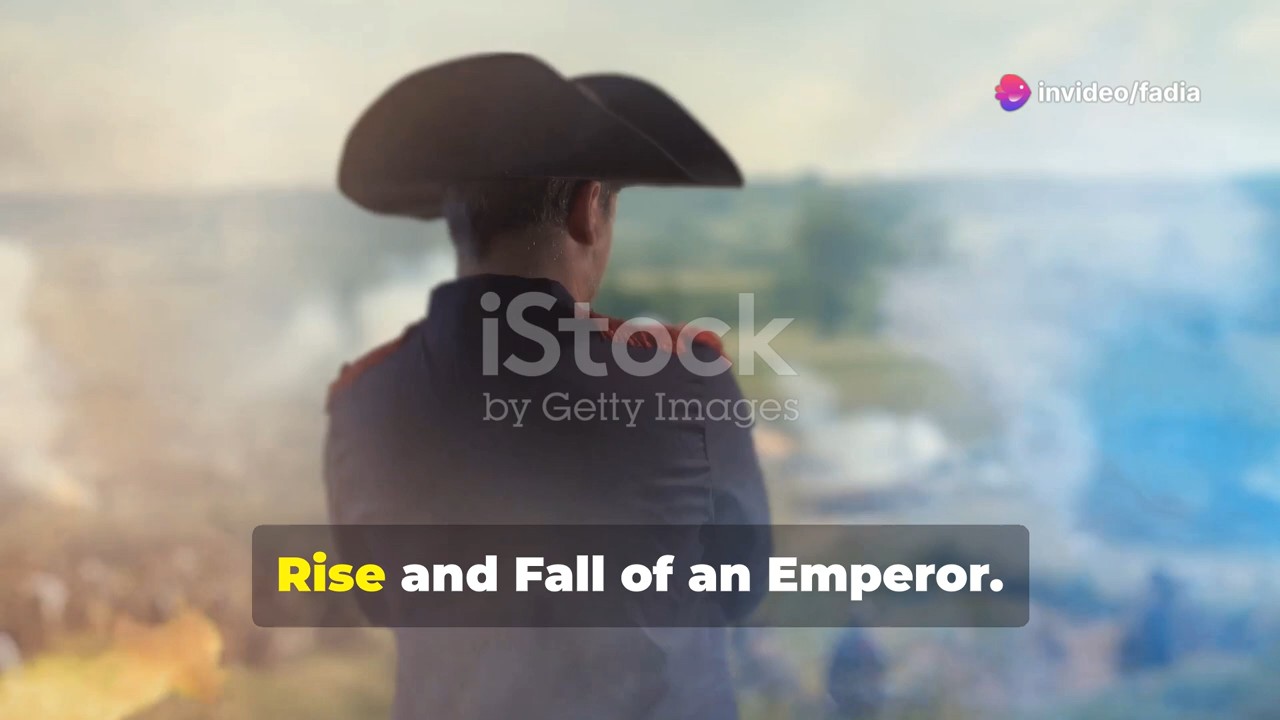 invideo/fadia
iStock
by Getty Images
Rise and Fall of an Emperor.